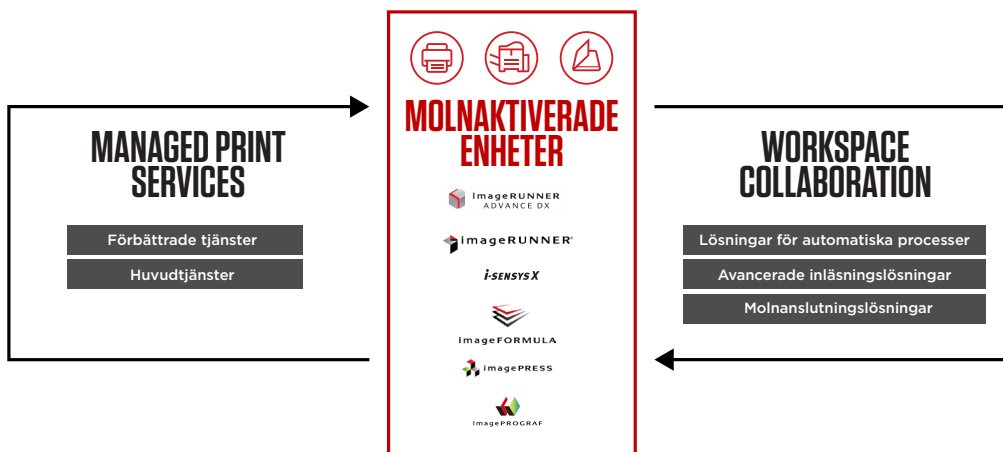 MANAGED PRINT
SERVICES
Förbättrade tjänster
Huvudtjänster
MOLNAKTIVERADE
ENHETER
imageRUNNER
ADVANCE DX
imageRUNNER®
i-SENSYS X
imageFORMULA
imagePRESS
imagePROGRAF
WORKSPACE
COLLABORATION
Lösningar för automatiska processer
Avancerade inläsningslösningar
Molnanslutningslösningar